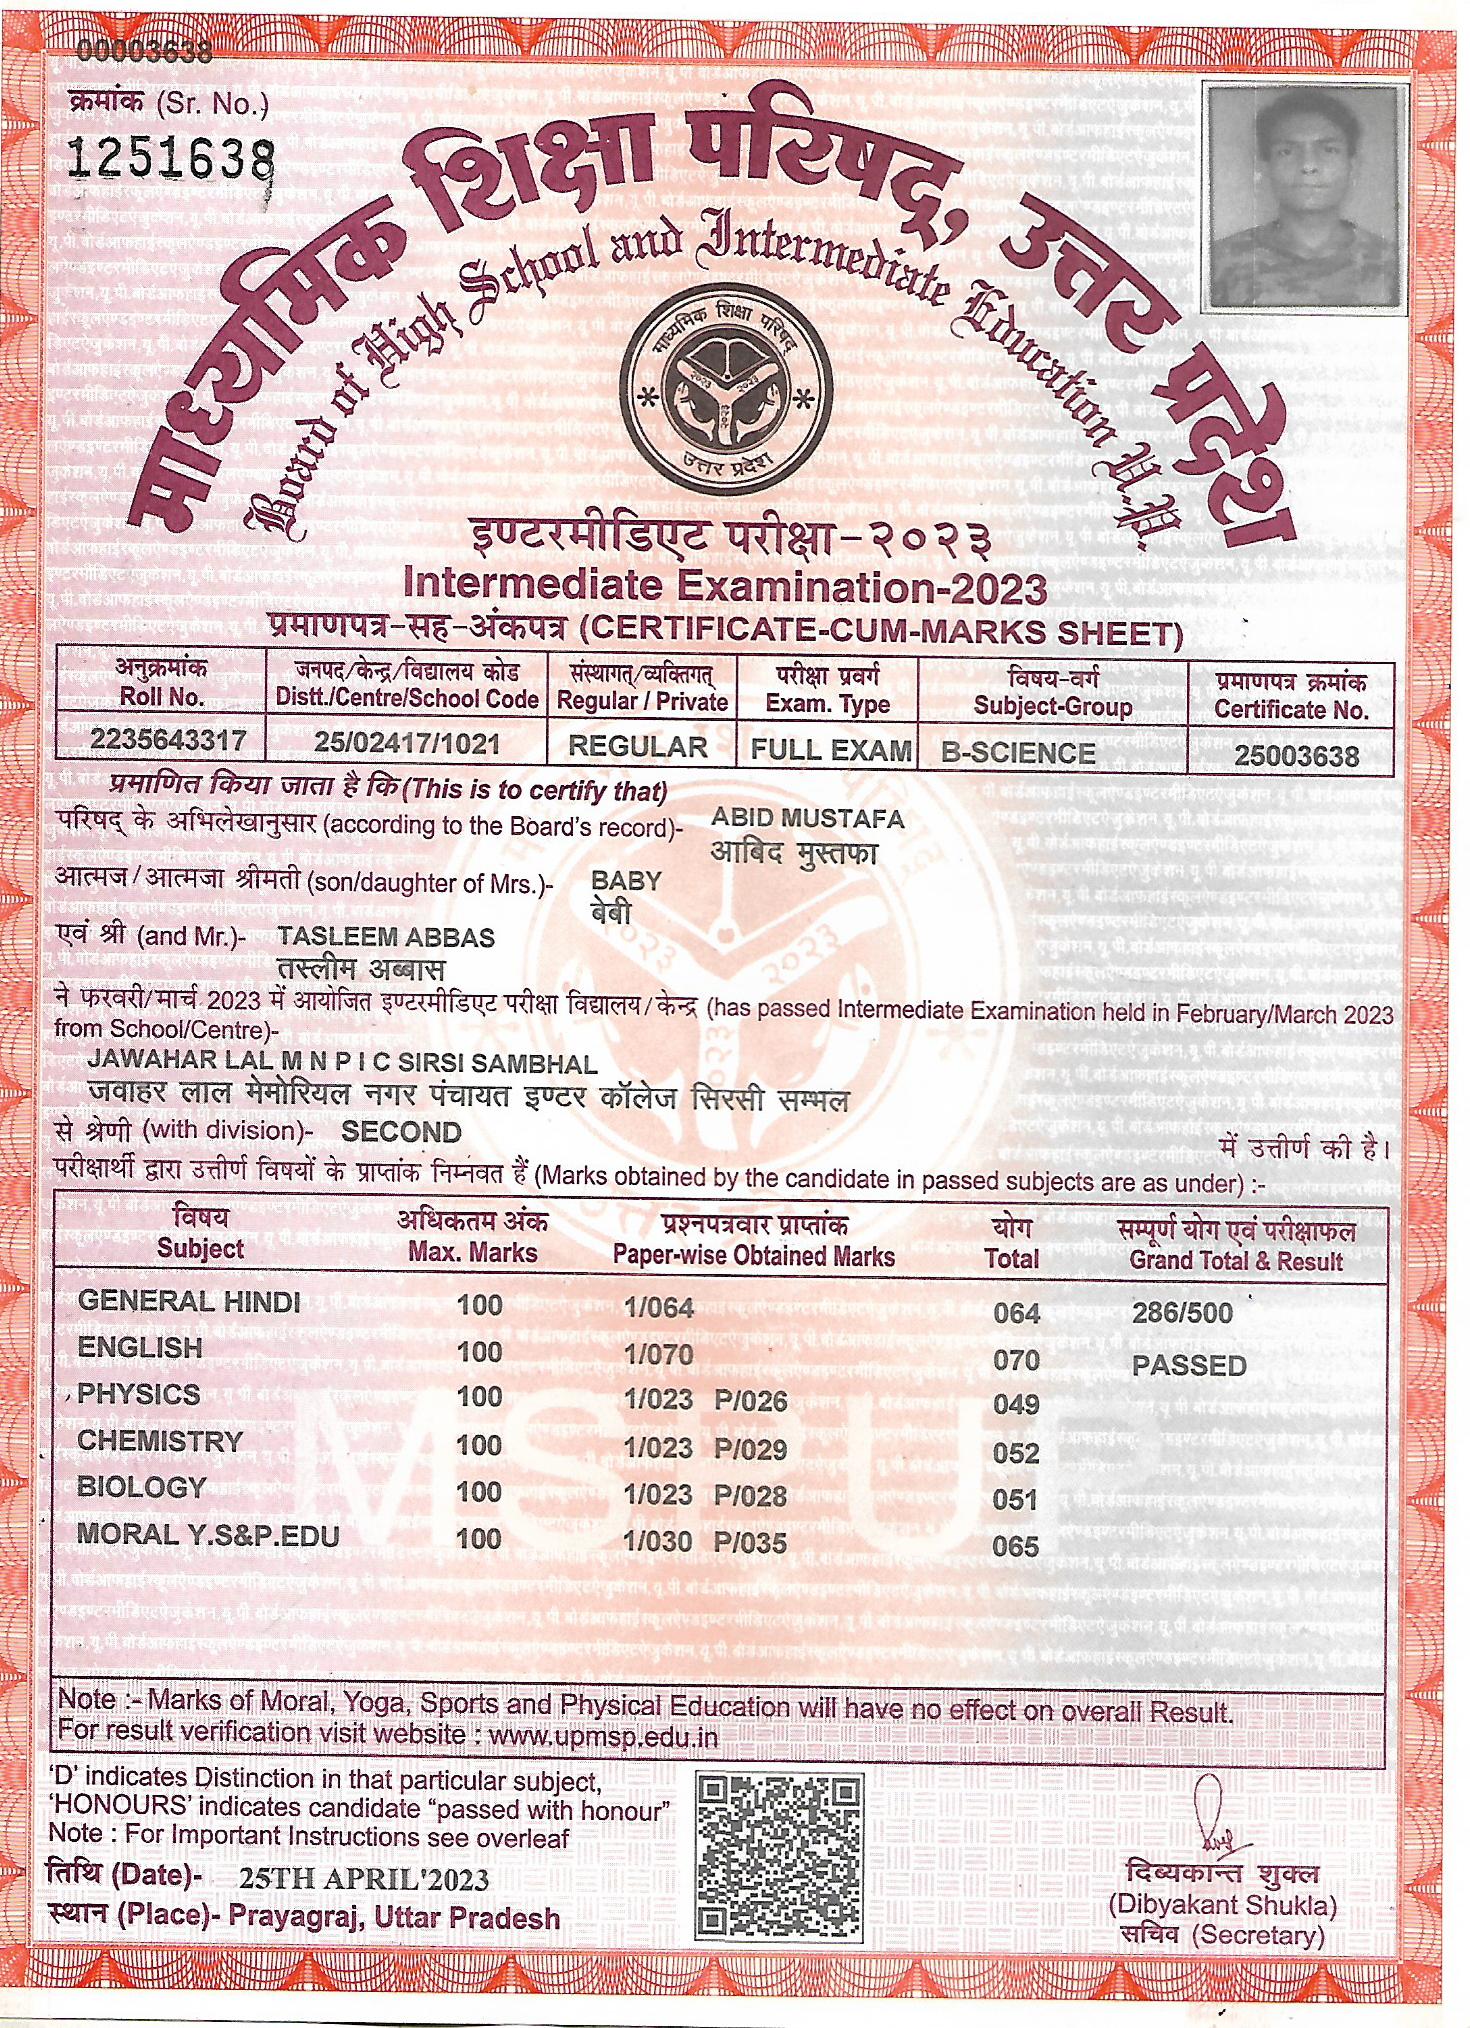 00003638
क्रमांक (Sr. No.)
1251638
माध्यमिक शिक्षा परिषद्, उत्तर प्रदेश
Board of High School and Intermediate Education U.P.
माध्यमिक शिक्षा परिषद्
२०२३ २०२३
२०२३
उत्तर प्रदेश
इण्टरमीडिएट परीक्षा-२०२३
Intermediate Examination-2023
प्रमाणपत्र-सह-अंकपत्र (CERTIFICATE-CUM-MARKS SHEET)
अनुक्रमांक जनपद/केन्द्र/विद्यालय कोड संस्थागत्/व्यक्तिगत् परीक्षा प्रवर्ग विषय-वर्ग प्रमाणपत्र क्रमांक
Roll No. Distt./Centre/School Code Regular / Private Exam. Type Subject-Group Certificate No.
2235643317 25/02417/1021 REGULAR FULL EXAM B-SCIENCE 25003638
प्रमाणित किया जाता है कि (This is to certify that)
परिषद् के अभिलेखानुसार (according to the Board's record)- ABID MUSTAFA
आबिद मुस्तफा
आत्मज/आत्मजा श्रीमती (son/daughter of Mrs.)- BABY
बेबी
एवं श्री (and Mr.)- TASLEEM ABBAS
तस्लीम अब्बास
ने फरवरी/मार्च 2023 में आयोजित इण्टरमीडिएट परीक्षा विद्यालय/केन्द्र (has passed Intermediate Examination held in February/March 2023
from School/Centre)-
JAWAHAR LAL M N P I C SIRSI SAMBHAL
जवाहर लाल मेमोरियल नगर पंचायत इण्टर कॉलेज सिरसी सम्भल
से श्रेणी (with division)- SECOND में उत्तीर्ण की है।
परीक्षार्थी द्वारा उत्तीर्ण विषयों के प्राप्तांक निम्नवत हैं (Marks obtained by the candidate in passed subjects are as under) :-
विषय अधिकतम अंक प्रश्नपत्रवार प्राप्तांक योग सम्पूर्ण योग एवं परीक्षाफल
Subject Max. Marks Paper-wise Obtained Marks Total Grand Total & Result
GENERAL HINDI 100 1/064 064 286/500
ENGLISH 100 1/070 070 PASSED
PHYSICS 100 1/023 P/026 049
CHEMISTRY 100 1/023 P/029 052
BIOLOGY 100 1/023 P/028 051
MORAL Y.S&P.EDU 100 1/030 P/035 065
MSPUP
Note :- Marks of Moral, Yoga, Sports and Physical Education will have no effect on overall Result.
For result verification visit website : www.upmsp.edu.in
'D' indicates Distinction in that particular subject,
'HONOURS' indicates candidate "passed with honour"
Note : For Important Instructions see overleaf
तिथि (Date)- 25TH APRIL'2023
स्थान (Place)- Prayagraj, Uttar Pradesh
दिब्यकान्त शुक्ल
(Dibyakant Shukla)
सचिव (Secretary)